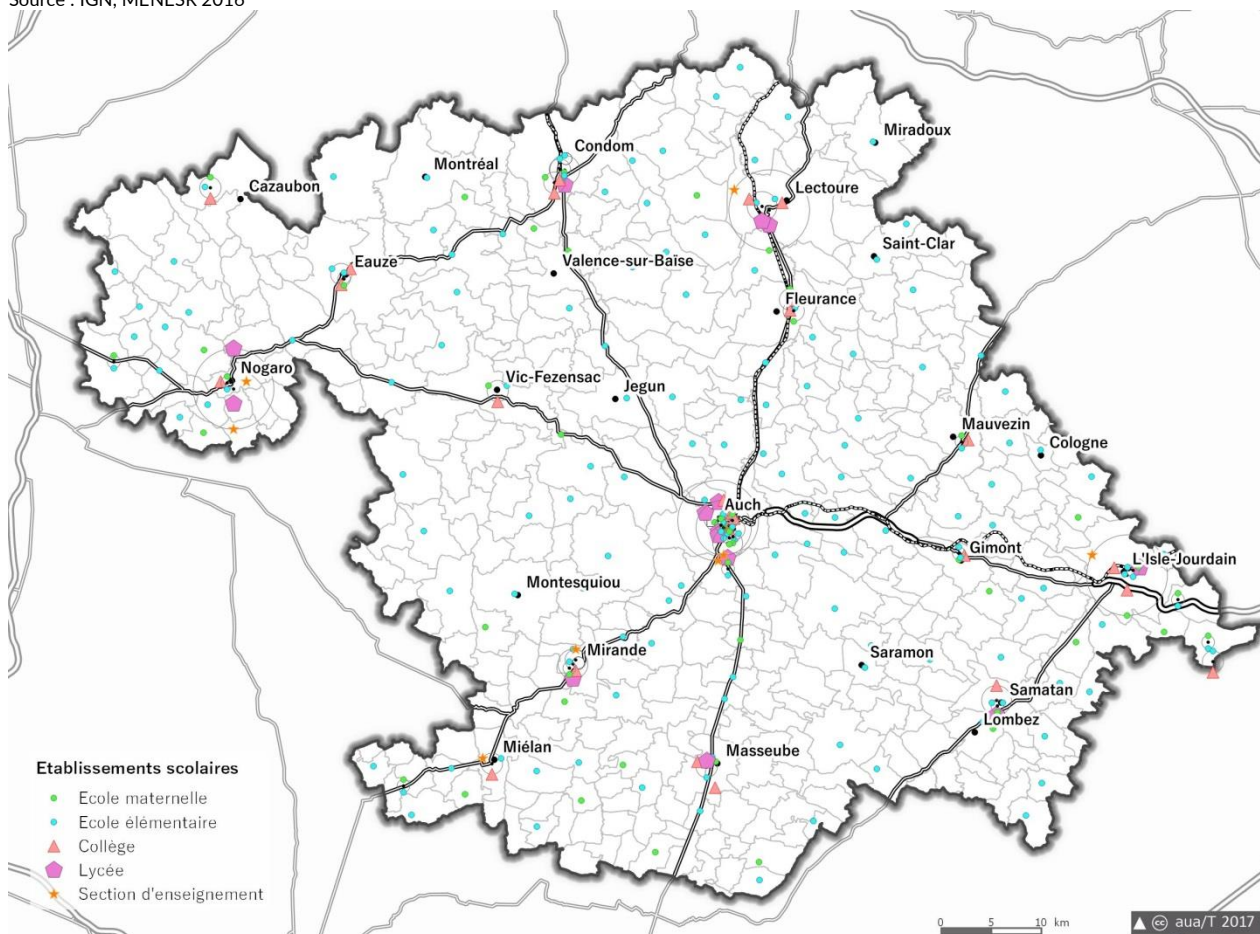 Source : IGN, MENESR 2016
Condom
Miradoux
Montréal
Cazaubon
Lectoure
Saint-Clar
Eauze
Valence-sur-Baïse
Fleurance
Nogaro
Vic-Fezensac
Jegun
Mauvezin
Cologne
Auch
Gimont
L'Isle-Jourdain
Montesquiou
Mirande
Saramon
Samatan
Lombez
Miélan
Masseube
Etablissements scolaires
Ecole maternelle
Ecole élémentaire
Collège
Lycée
Section d'enseignement
0 5 10 km
cc aua/T 2017